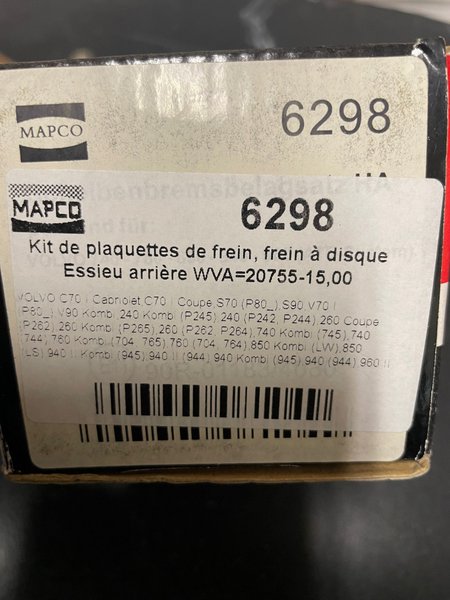 MAPCO
6298
HA
MAPCO
6298
Kit de plaquettes de frein, frein à disque
Essieu arrière WVA=20755-15,00
VOLVO C70 I Cabriolet C70 I Coupe S70 (P80_) S90 V70 I
(P80_) V90 Kombi 240 Kombi (P245) 240 (P242, P244) 260 Coupe
(P262) 260 Kombi (P265) 260 (P262, P264) 740 Kombi (745) 740
(744) 760 Kombi (704, 765) 760 (704, 764) 850 Kombi (LW) 850
(LS) 940 II Kombi (945) 940 II (944) 940 Kombi (945) 940 (944) 960 II